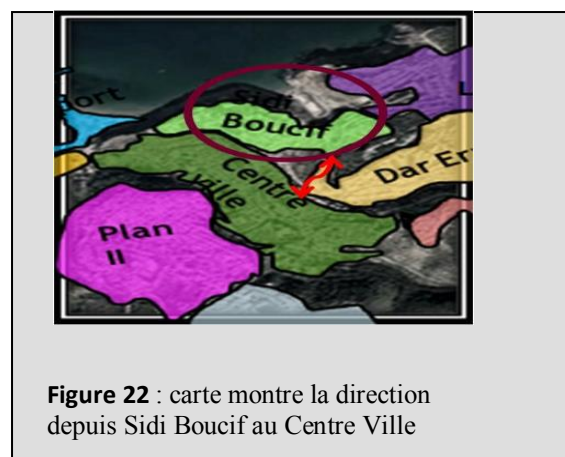 ort
Sidi
Boucif
L
Centre
ville
Dar Er
Plan
II
Figure 22 : carte montre la direction
depuis Sidi Boucif au Centre Ville